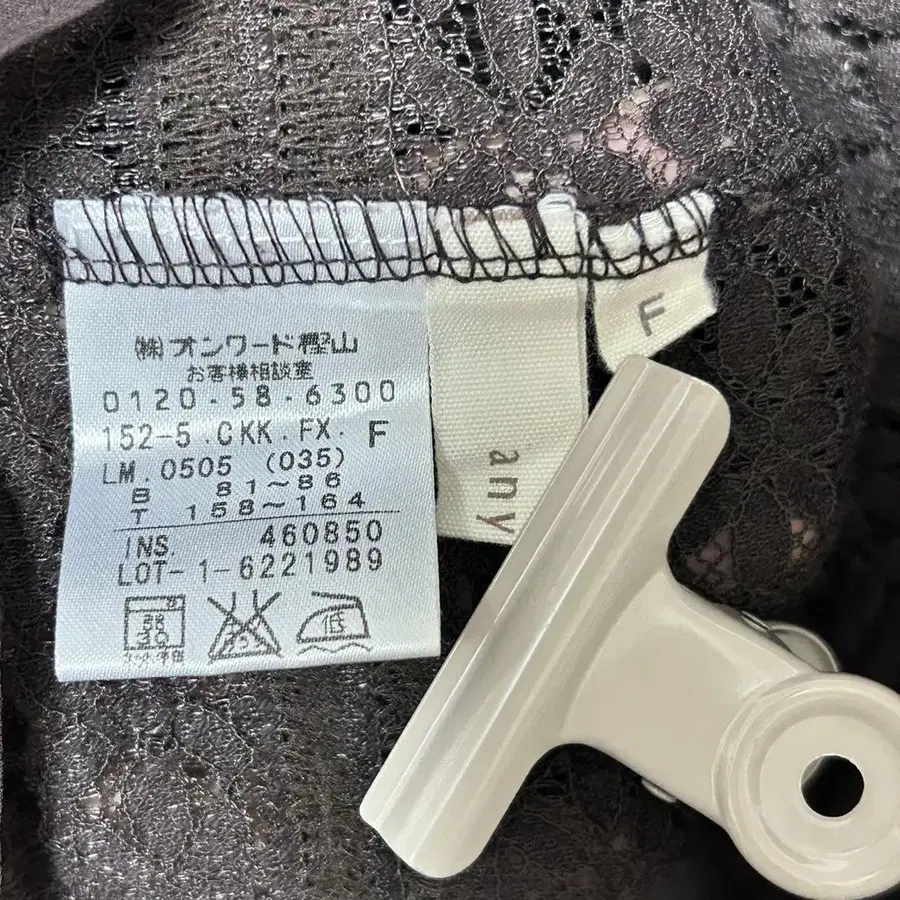 ㈱オンワード樫山
お客様相談室
0120-58-6300
152-5.CKK.FX. F
LM.0505 (035)
B 81~86
T 158~164
INS. 460850
LOT-1-6221989
低
any
F